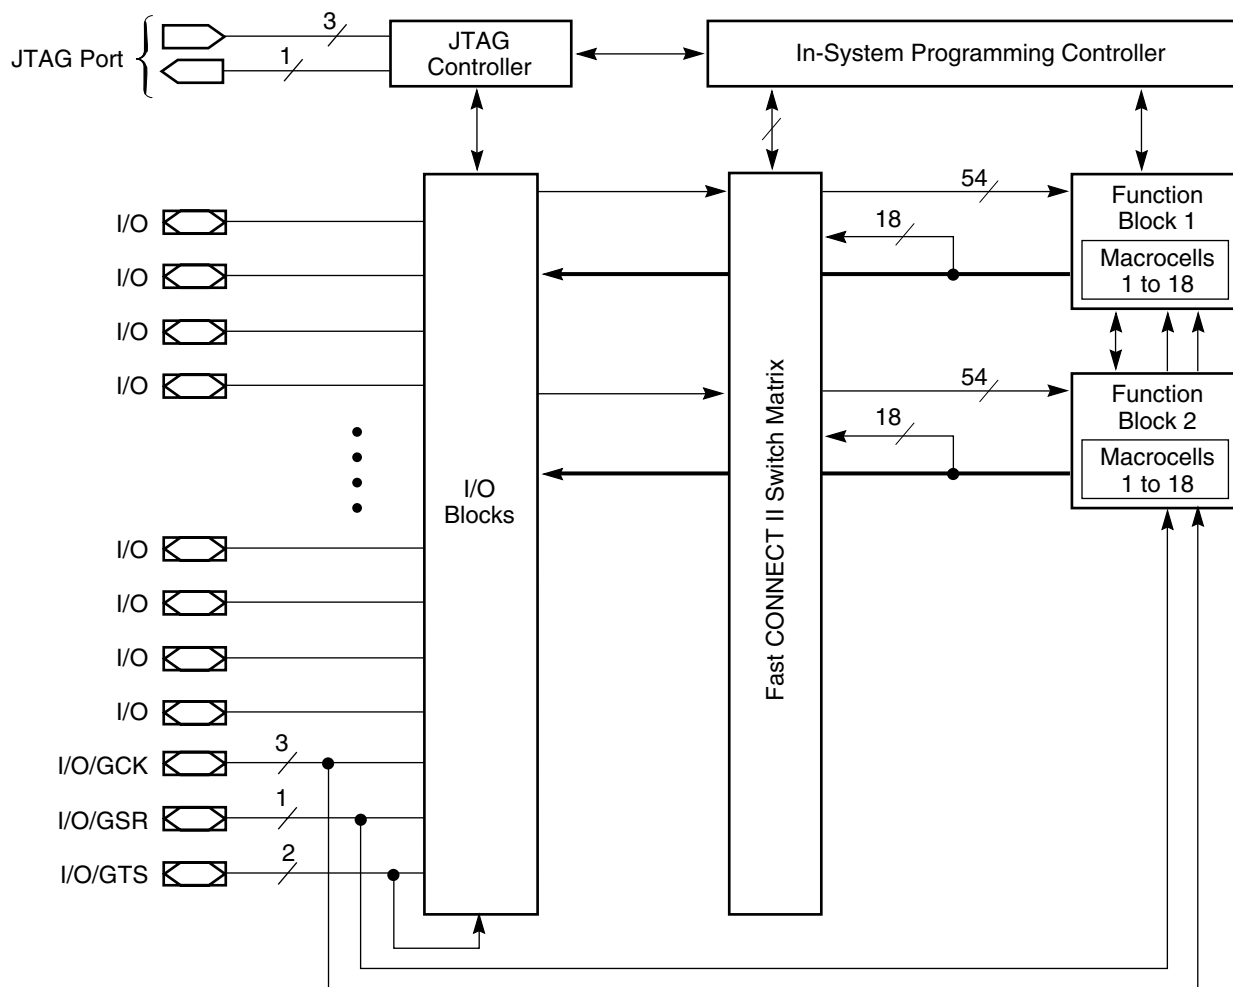 JTAG Port
3
1
JTAG
Controller
In-System Programming Controller
I/O
I/O
I/O
I/O
I/O
I/O
I/O
I/O
I/O/GCK
3
I/O/GSR
1
I/O/GTS
2
I/O
Blocks
Fast CONNECT II Switch Matrix
54
18
Function
Block 1
Macrocells
1 to 18
54
18
Function
Block 2
Macrocells
1 to 18